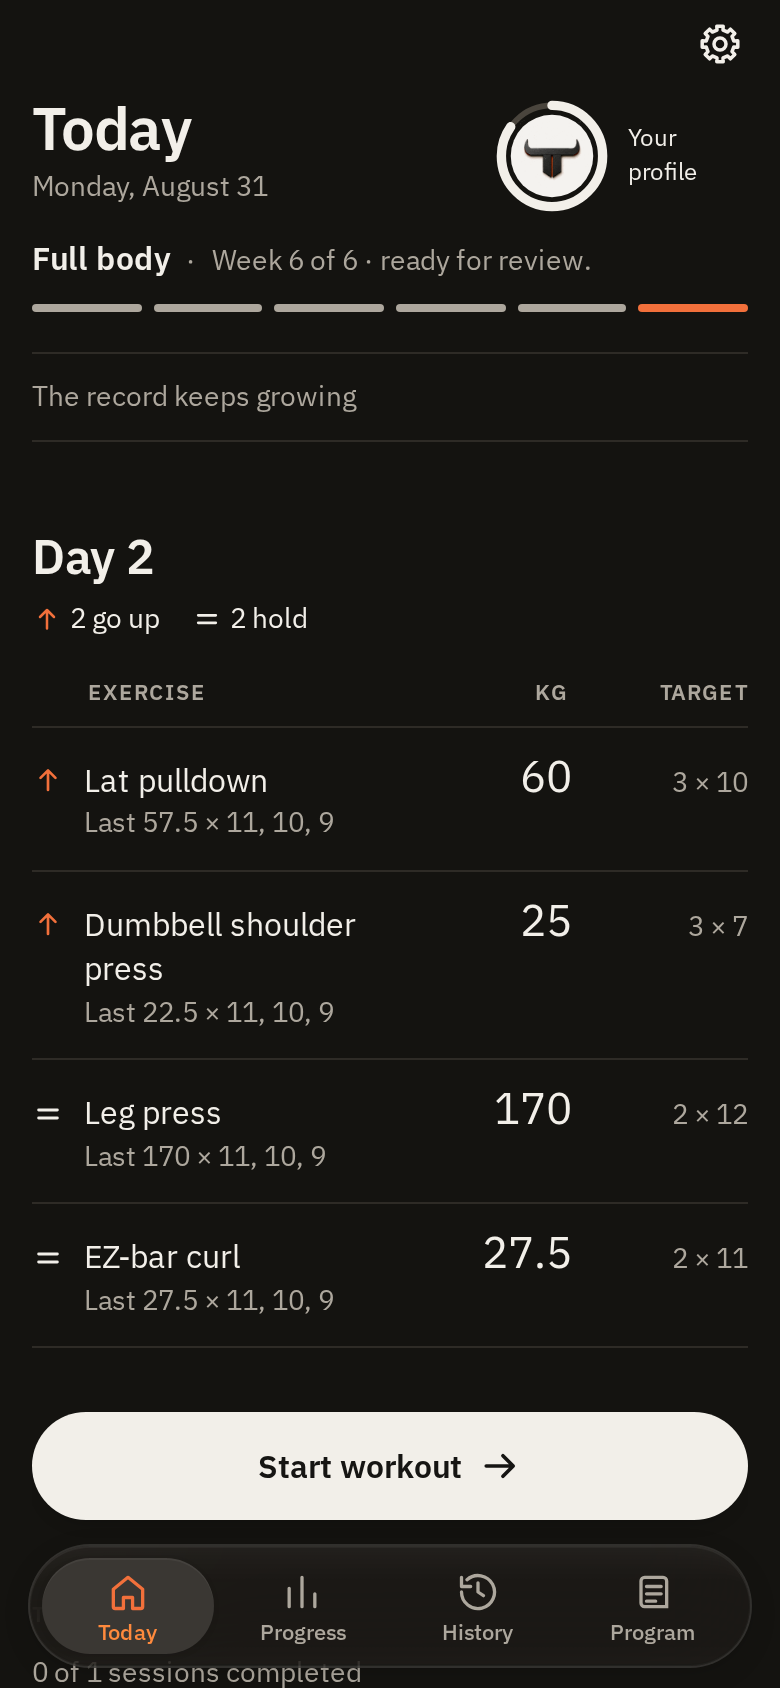 Today
Monday, August 31
Your
profile
Full body · Week 6 of 6 · ready for review.
The record keeps growing
Day 2
↑ 2 go up = 2 hold
EXERCISE KG TARGET
↑ Lat pulldown 60 3 × 10
Last 57.5 × 11, 10, 9
↑ Dumbbell shoulder 25 3 × 7
press
Last 22.5 × 11, 10, 9
= Leg press 170 2 × 12
Last 170 × 11, 10, 9
= EZ-bar curl 27.5 2 × 11
Last 27.5 × 11, 10, 9
Start workout →
Today Progress History Program
0 of 1 sessions completed